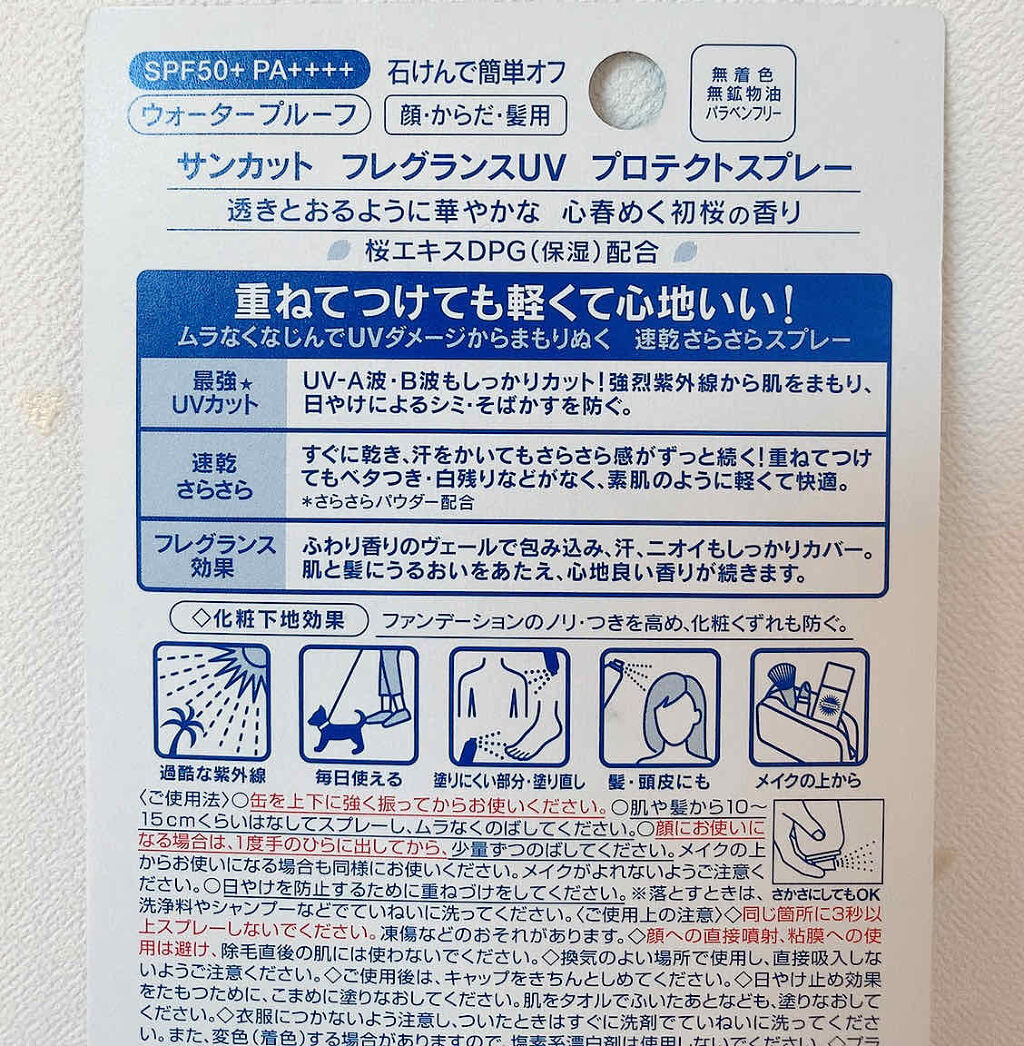 SPF50+ PA++++
石けんで簡単オフ
無着色
無鉱物油
パラベンフリー
ウォータープルーフ
顔・からだ・髪用
サンカット フレグランスUV プロテクトスプレー
透きとおるように華やかな 心春めく初桜の香り
桜エキスDPG(保湿)配合
重ねてつけても軽くて心地いい!
ムラなくなじんでUVダメージからまもりぬく 速乾さらさらスプレー
最強★
UVカット
UV-A波・B波もしっかりカット!強烈紫外線から肌をまもり、
日やけによるシミ・そばかすを防ぐ。
速乾
さらさら
すぐに乾き、汗をかいてもさらさら感がずっと続く!重ねてつけ
てもベタつき・白残りなどがなく、素肌のように軽くて快適。
*さらさらパウダー配合
フレグランス
効果
ふわり香りのヴェールで包み込み、汗、ニオイもしっかりカバー。
肌と髪にうるおいをあたえ、心地良い香りが続きます。
◇化粧下地効果
ファンデーションのノリ・つきを高め、化粧くずれも防ぐ。
過酷な紫外線
毎日使える
塗りにくい部分・塗り直し
髪・頭皮にも
メイクの上から
〈ご使用法〉○缶を上下に強く振ってからお使いください。○肌や髪から10〜
15cmくらいはなしてスプレーし、ムラなくのばしてください。○顔にお使いに
なる場合は、1度手のひらに出してから、少量ずつのばしてください。メイクの上
からお使いになる場合も同様にお使いください。メイクがよれないようご注意く
ださい。○日やけを防止するために重ねづけをしてください。※落とすときは、
さかさにしてもOK
洗浄料やシャンプーなどでていねいに洗ってください。〈ご使用上の注意〉◇同じ箇所に3秒以
上スプレーしないでください。凍傷などのおそれがあります。◇顔への直接噴射、粘膜への使
用は避け、除毛直後の肌には使わないでください。◇換気のよい場所で使用し、直接吸入しな
いようご注意ください。◇ご使用後は、キャップをきちんとしめてください。◇日やけ止め効果
をたもつために、こまめに塗りなおしてください。肌をタオルでふいたあとなども、塗りなおして
ください。◇衣服につかないよう注意し、ついたときはすぐに洗剤でていねいに洗ってくださ
い。また、変色(着色)する場合がありますので、塩素系漂白剤は使用しないでください。◇ブラ